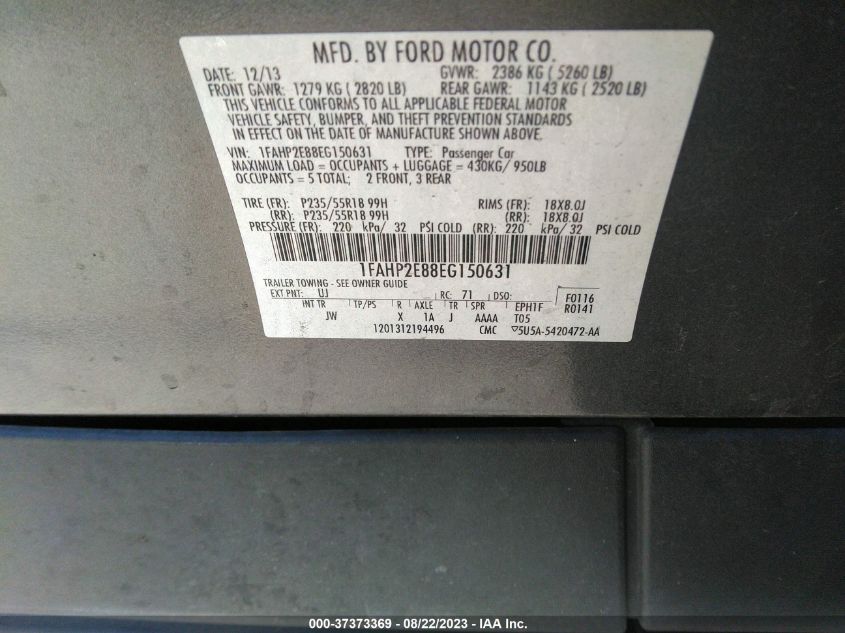 MFD. BY FORD MOTOR CO.
DATE: 12/13 GVWR: 2386 KG ( 5260 LB)
FRONT GAWR: 1279 KG ( 2820 LB) REAR GAWR: 1143 KG ( 2520 LB)
THIS VEHICLE CONFORMS TO ALL APPLICABLE FEDERAL MOTOR
VEHICLE SAFETY, BUMPER, AND THEFT PREVENTION STANDARDS
IN EFFECT ON THE DATE OF MANUFACTURE SHOWN ABOVE.
VIN: 1FAHP2E88EG150631 TYPE: Passenger Car
MAXIMUM LOAD = OCCUPANTS + LUGGAGE = 430KG/ 950LB
OCCUPANTS = 5 TOTAL; 2 FRONT, 3 REAR
TIRE (FR): P235/55R18 99H RIMS (FR): 18X8.0J
(RR): P235/55R18 99H (RR): 18X8.0J
PRESSURE (FR): 220 kPa/ 32 PSI COLD (RR): 220 kPa/ 32 PSI COLD
1FAHP2E88EG150631
TRAILER TOWING - SEE OWNER GUIDE
EXT PNT: UJ RC: 71 DSO: F0116
INT TR TP/PS R AXLE TR SPR EPH1F R0141
JW X 1A J AAAA T05
1201312194496 CMC ▽5U5A-5420472-AA
000-37373369 - 08/22/2023 - IAA Inc.